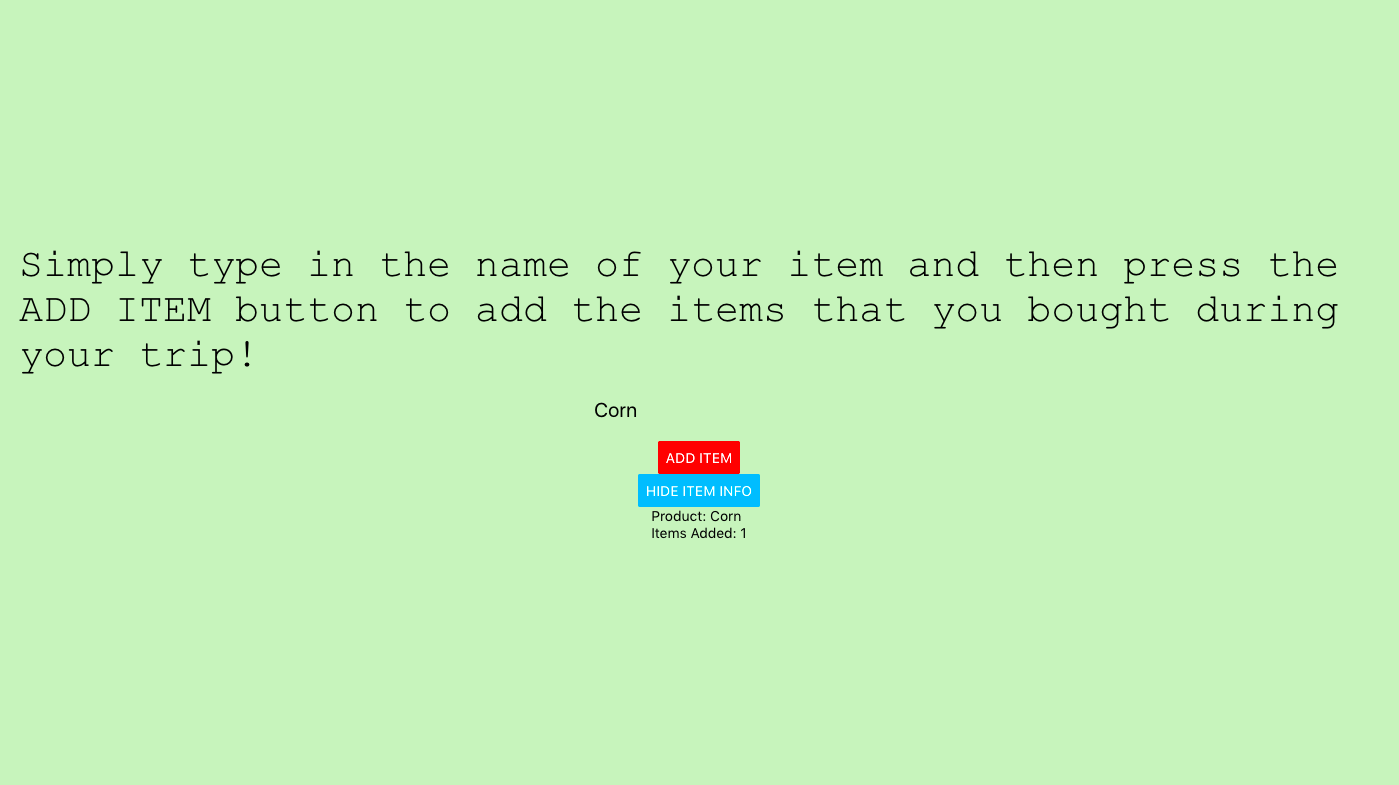 Simply type in the name of your item and then press the
ADD ITEM button to add the items that you bought during
your trip!
Corn
ADD ITEM
HIDE ITEM INFO
Product: Corn
Items Added: 1